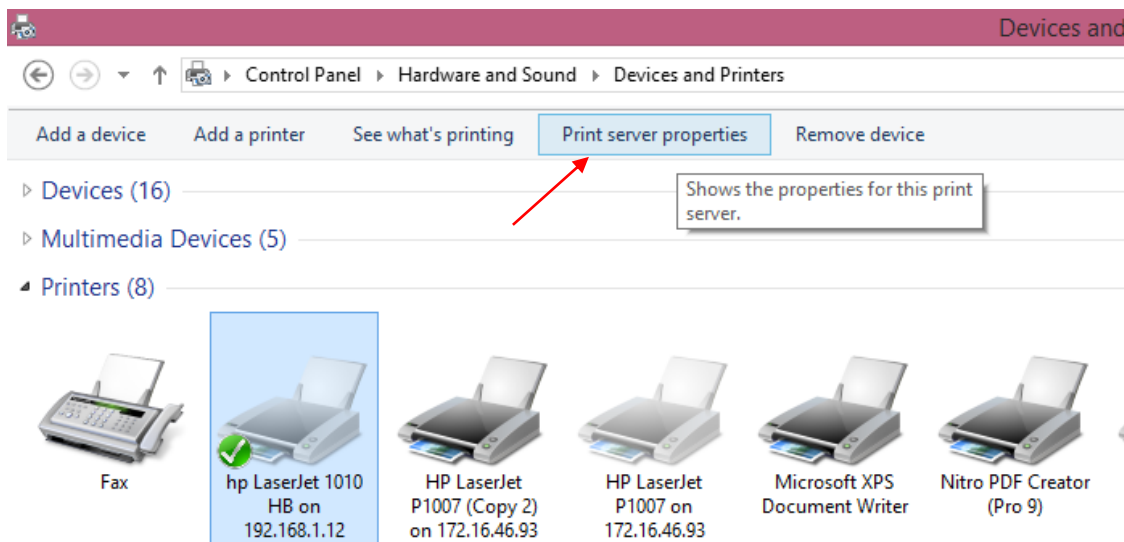 Devices and
Control Panel Hardware and Sound Devices and Printers
Add a device Add a printer See what's printing Print server properties Remove device
Shows the properties for this print
server.
Devices (16)
Multimedia Devices (5)
Printers (8)
Fax
hp LaserJet 1010
HB on
192.168.1.12
HP LaserJet
P1007 (Copy 2)
on 172.16.46.93
HP LaserJet
P1007 on
172.16.46.93
Microsoft XPS
Document Writer
Nitro PDF Creator
(Pro 9)